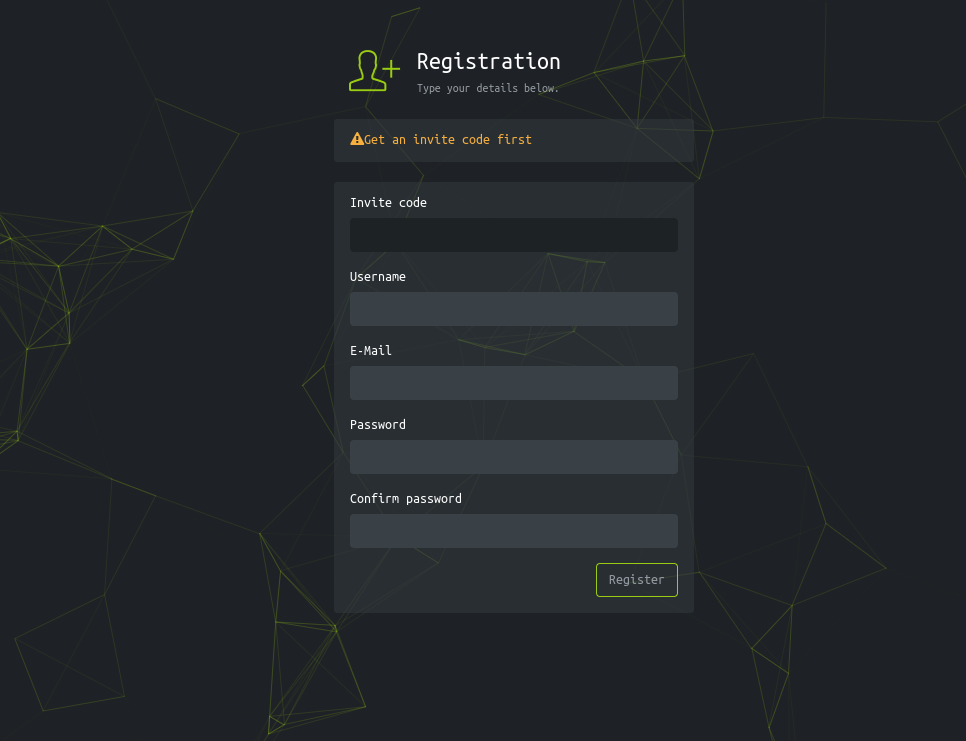 Registration
Type your details below.
Get an invite code first
Invite code
Username
E-Mail
Password
Confirm password
Register